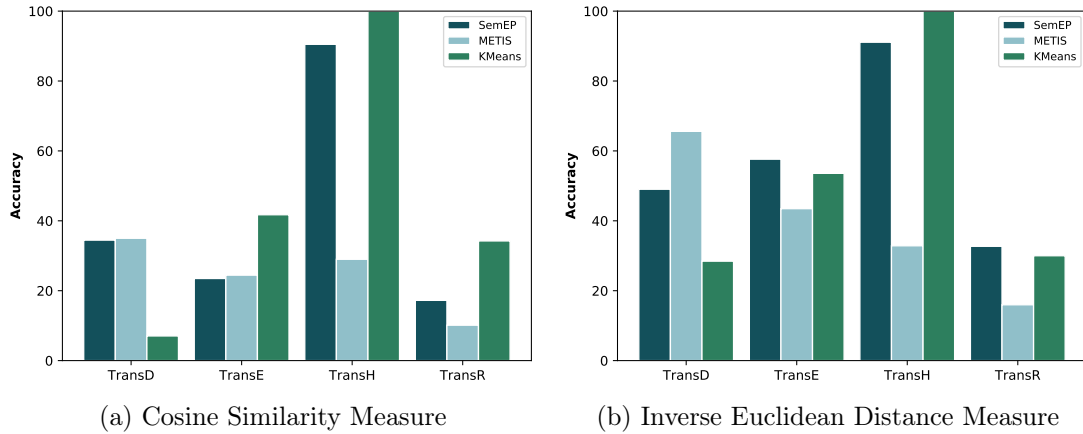 100
80
60
40
20
0
Accuracy
SemEP
METIS
KMeans
TransD TransE TransH TransR
(a) Cosine Similarity Measure
100
80
60
40
20
0
Accuracy
SemEP
METIS
KMeans
TransD TransE TransH TransR
(b) Inverse Euclidean Distance Measure